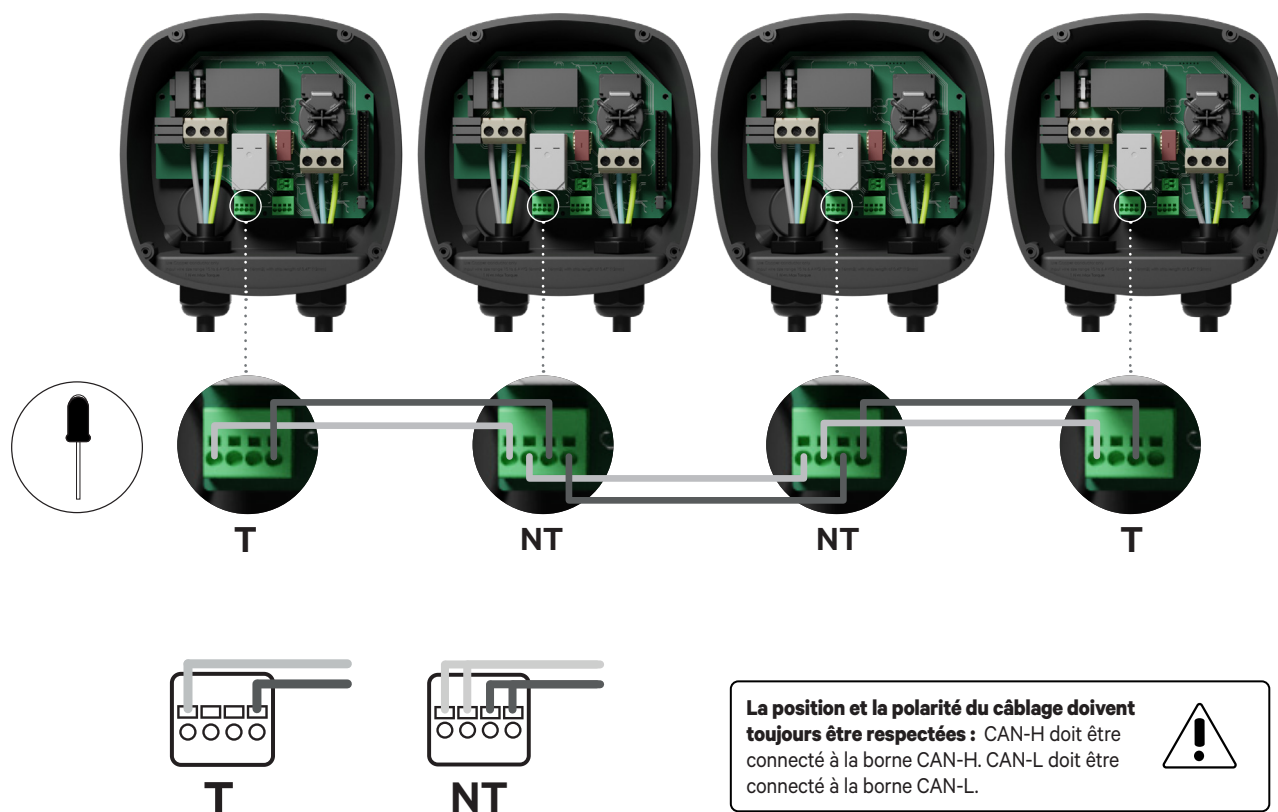 T
NT
NT
T
T
NT
La position et la polarité du câblage doivent
toujours être respectées : CAN-H doit être
connecté à la borne CAN-H. CAN-L doit être
connecté à la borne CAN-L.